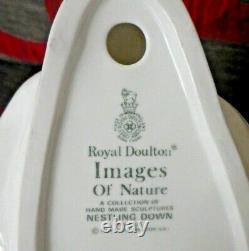 Royal Doulton®
Images
Of Nature
A COLLECTION OF
HAND MADE SCULPTURES
NESTLING DOWN
©